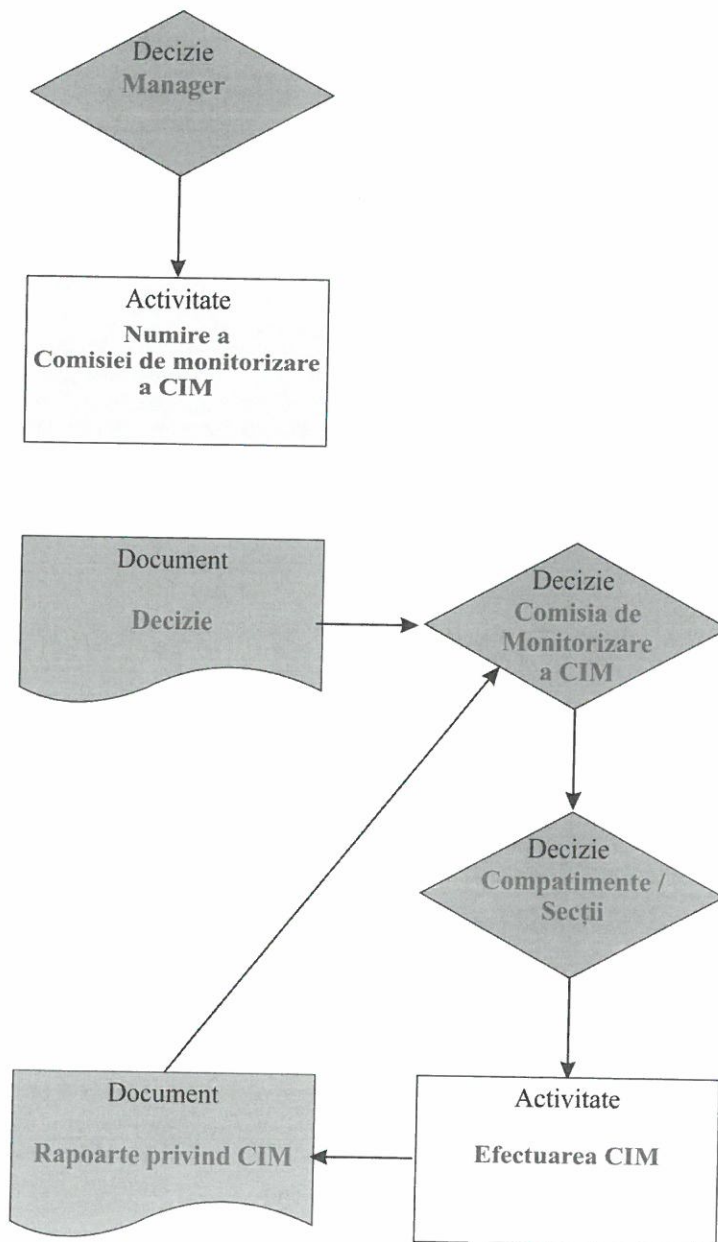 Decizie
Manager
Activitate
Numire a
Comisiei de monitorizare
a CIM
Document
Decizie
Decizie
Comisia de
Monitorizare
a CIM
Decizie
Compatimente /
Secții
Document
Rapoarte privind CIM
Activitate
Efectuarea CIM